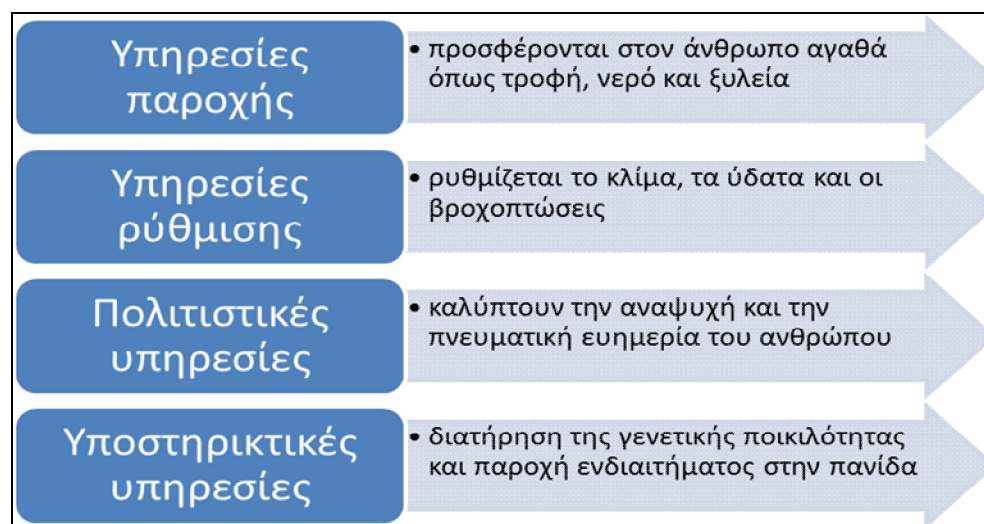 Υπηρεσίες
παροχής
• προσφέρονται στον άνθρωπο αγαθά
όπως τροφή, νερό και ξυλεία
Υπηρεσίες
ρύθμισης
• ρυθμίζεται το κλίμα, τα ύδατα και οι
βροχοπτώσεις
Πολιτιστικές
υπηρεσίες
• καλύπτουν την αναψυχή και την
πνευματική ευημερία του ανθρώπου
Υποστηρικτικές
υπηρεσίες
• διατήρηση της γενετικής ποικιλότητας
και παροχή ενδιαιτήματος στην πανίδα